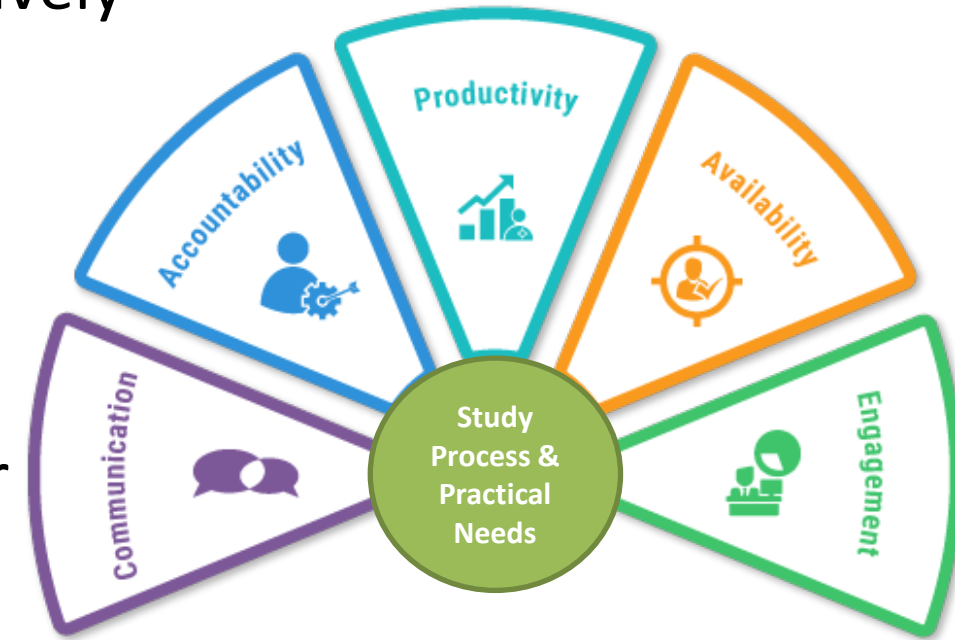 Productivity
Accountability
Availability
Communication
Engagement
Study
Process &
Practical
Needs